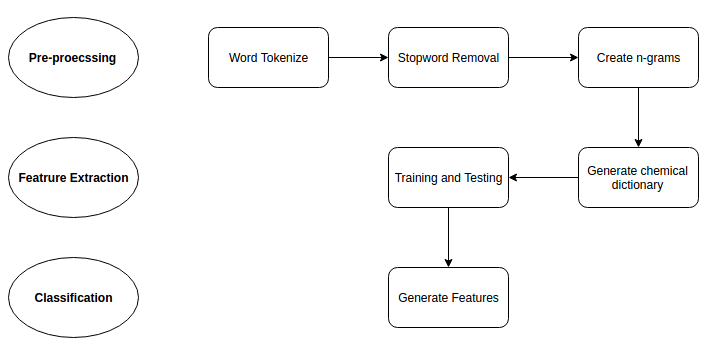 Pre-proecssing
Word Tokenize
Stopword Removal
Create n-grams
Featrure Extraction
Training and Testing
Generate chemical
dictionary
Classification
Generate Features